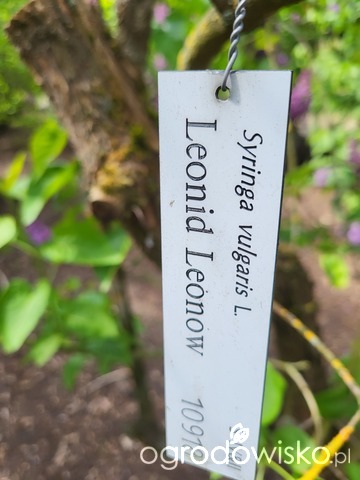 Syringa vulgaris L.
Leonid Leonow
ogrodowisko.pl